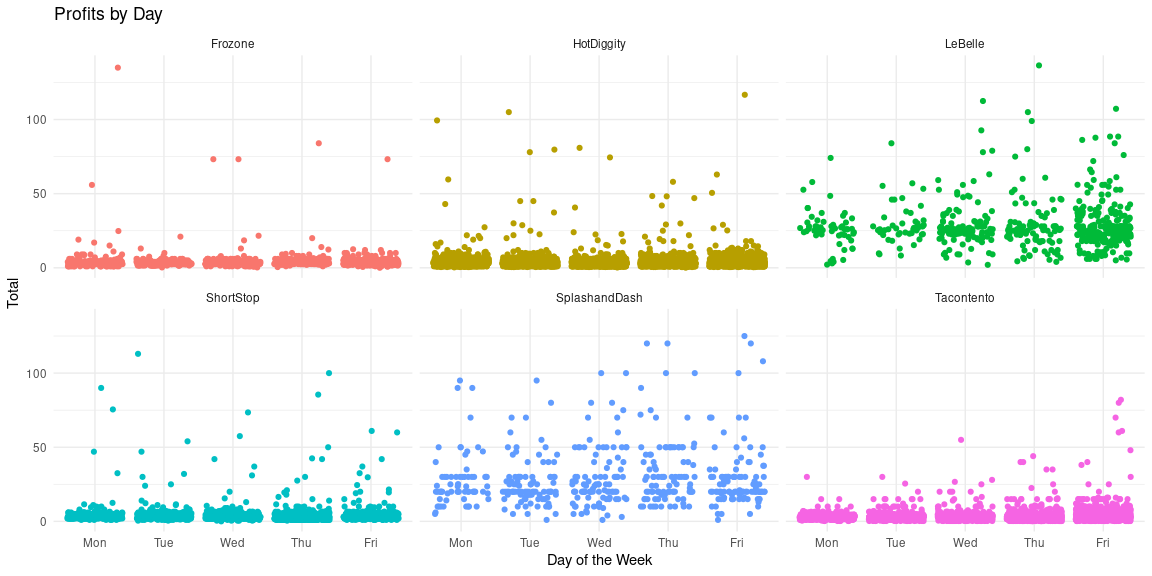 Profits by Day
Frozone HotDiggity LeBelle
100
50
0
ShortStop SplashandDash Tacontento
100
50
0
Total
Mon Tue Wed Thu Fri Mon Tue Wed Thu Fri Mon Tue Wed Thu Fri
Day of the Week